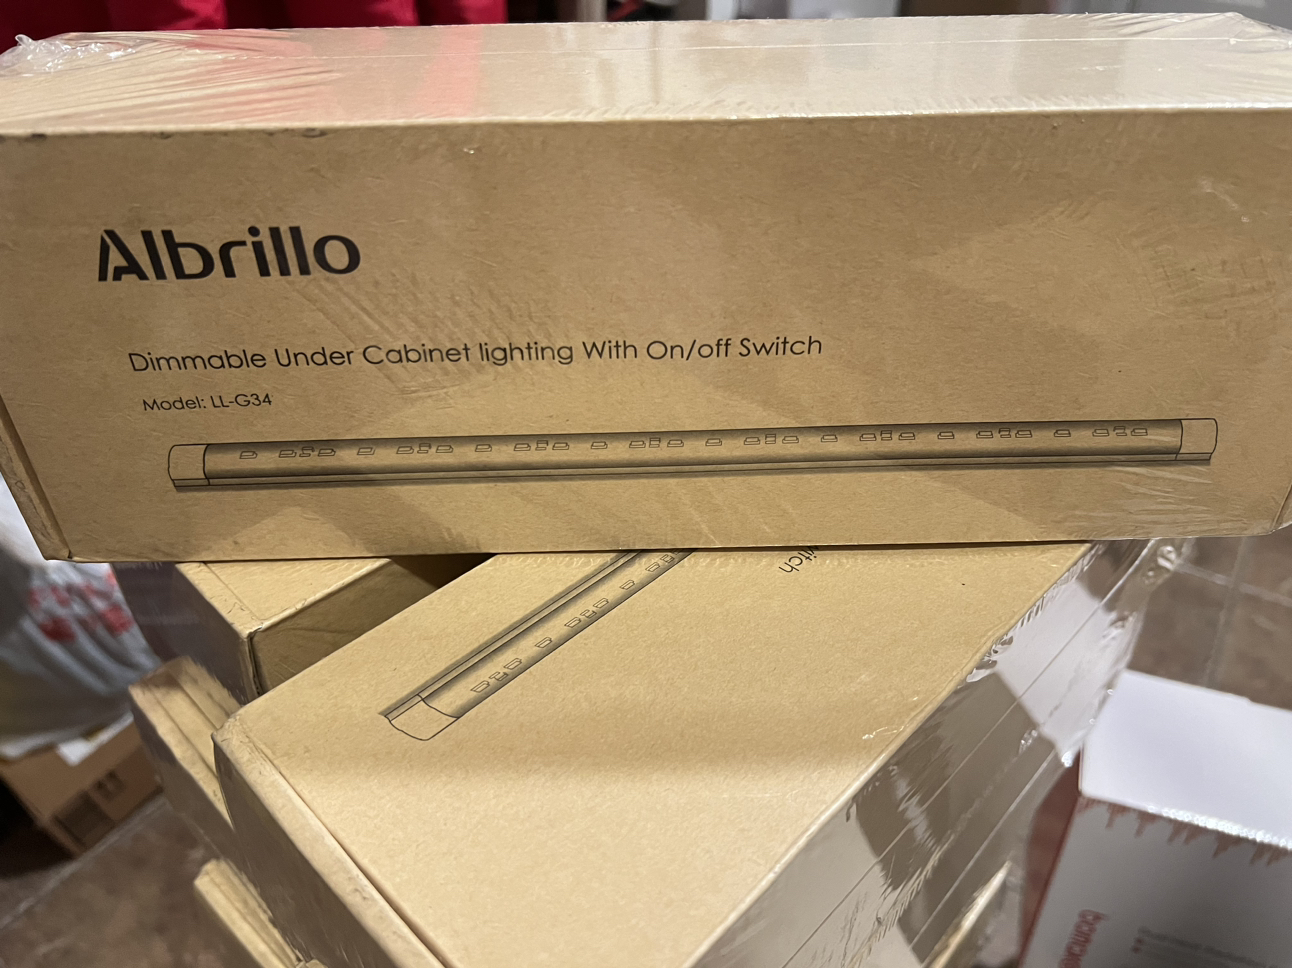 Albrillo
Dimmable Under Cabinet lighting With On/off Switch
Model: LL-G34